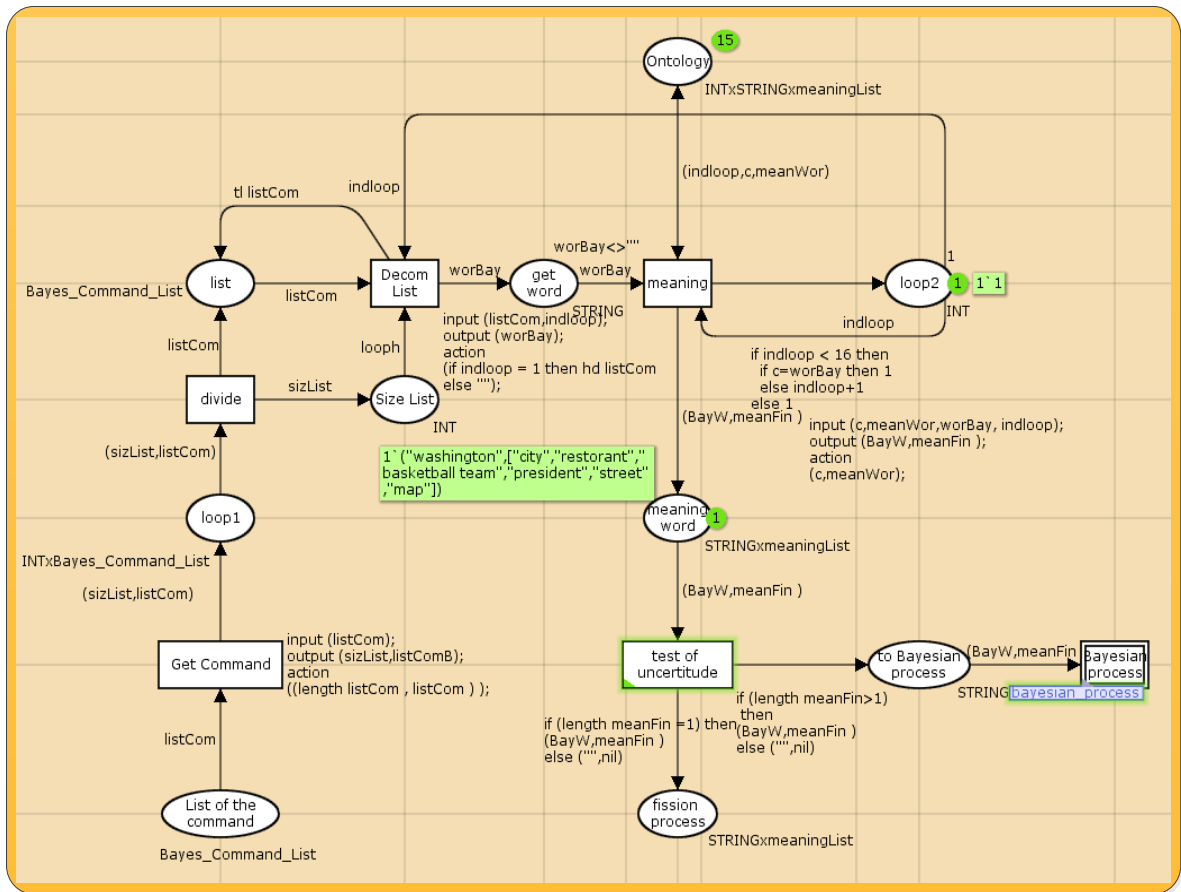 15
Ontology
INTxSTRINGxmeaningList
(indloop,c,meanWor)
indloop
tl listCom
worBay<>""
1
Decom
List
worBay
get
word
worBay
meaning
list
loop2
1
1`1
Bayes_Command_List
listCom
STRING
INT
input (listCom,indloop);
output (worBay);
action
(if indloop = 1 then hd listCom
else "");
indloop
listCom
looph
if indloop < 16 then
if c=worBay then 1
else indloop+1
else 1
divide
sizList
Size List
INT
(BayW,meanFin )
input (c,meanWor,worBay, indloop);
output (BayW,meanFin );
action
(c,meanWor);
(sizList,listCom)
1`("washington",["city","restorant","
basketball team","president","street"
,"map"])
loop1
meaning
word
1
STRINGxmeaningList
INTxBayes_Command_List
(sizList,listCom)
(BayW,meanFin )
Get Command
input (listCom);
output (sizList,listComB);
action
((length listCom , listCom ) );
test of
uncertitude
to Bayesian
process
(BayW,meanFin
Bayesian
process
STRING
bayesian process
if (length meanFin>1)
then
(BayW,meanFin )
else ("",nil)
if (length meanFin =1) then
(BayW,meanFin )
else ("",nil)
listCom
List of the
command
Bayes_Command_List
fission
process
STRINGxmeaningList